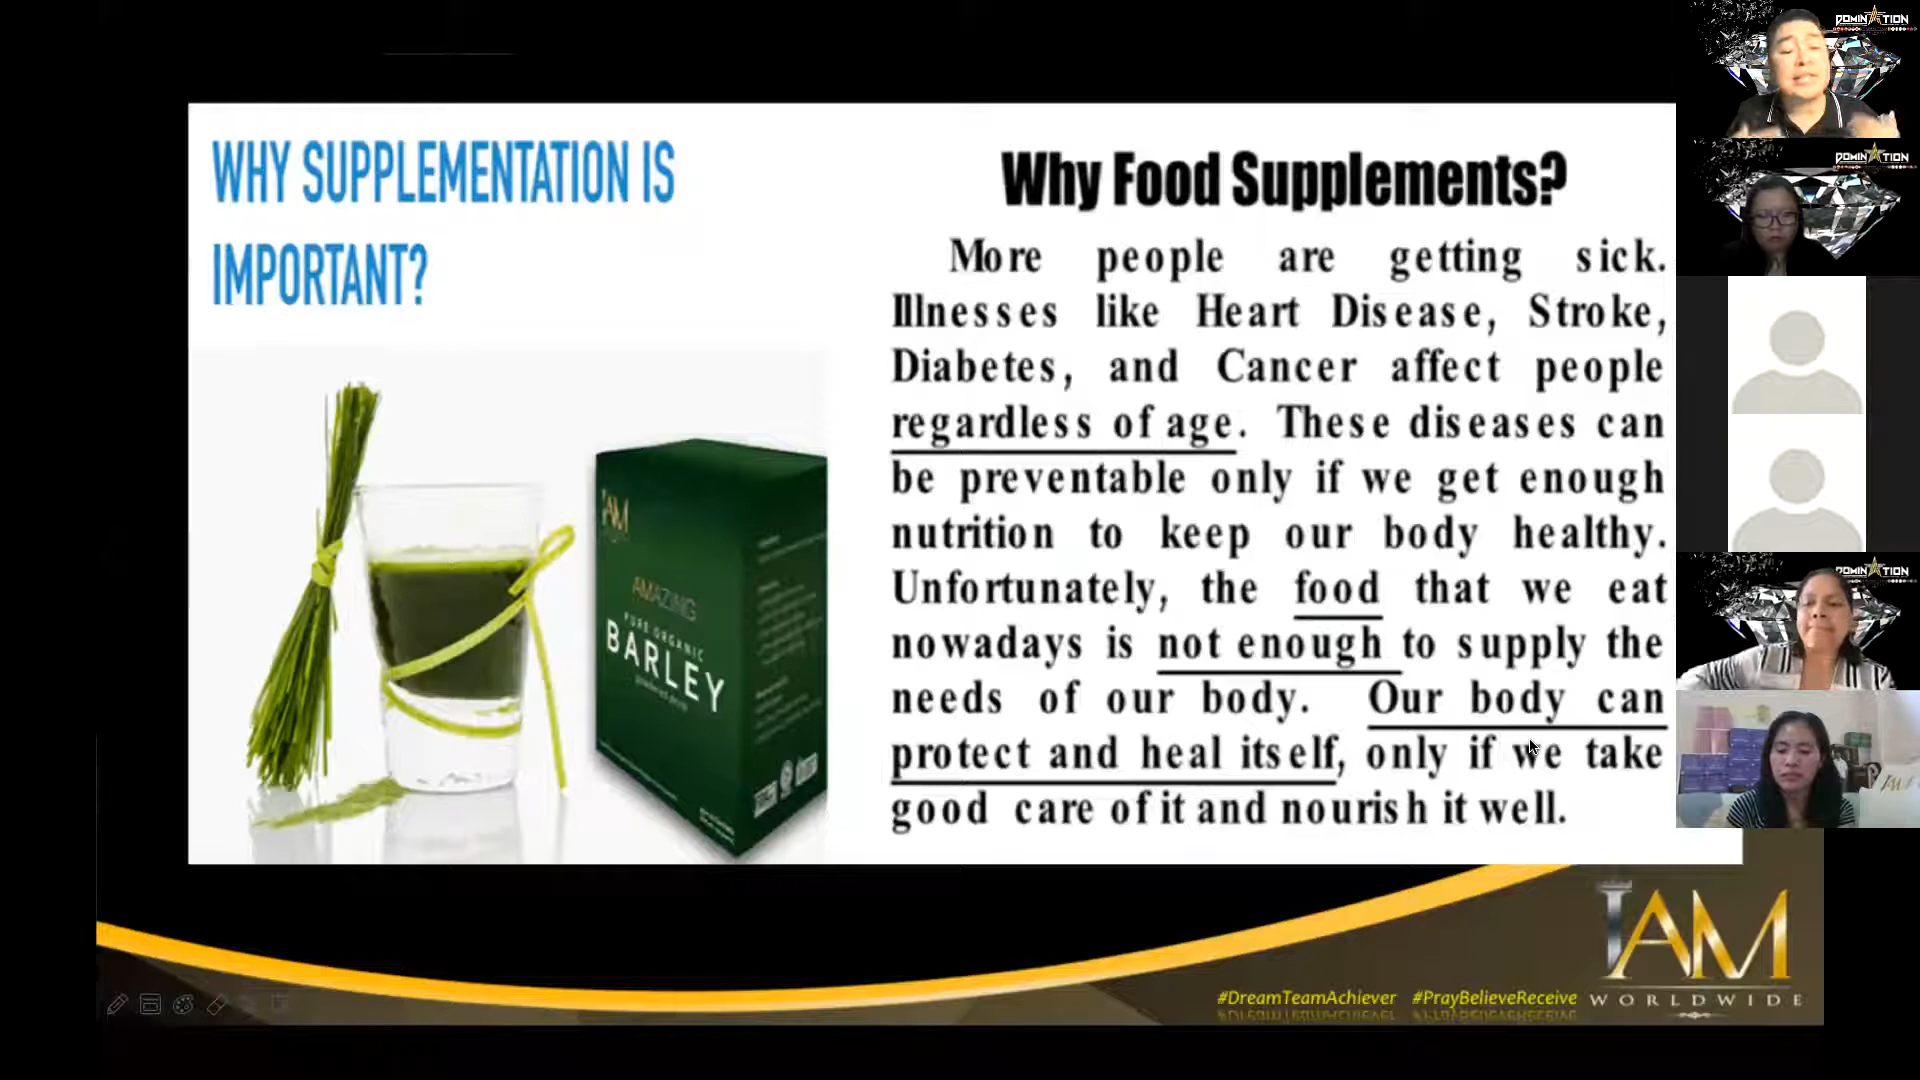 WHY SUPPLEMENTATION IS
IMPORTANT?
IAM
AMAZING
PURE ORGANIC
BARLEY
powdered drink
Why Food Supplements?
More people are getting sick.
Illnesses like Heart Disease, Stroke,
Diabetes, and Cancer affect people
regardless of age. These diseases can
be preventable only if we get enough
nutrition to keep our body healthy.
Unfortunately, the food that we eat
nowadays is not enough to supply the
needs of our body. Our body can
protect and heal itself, only if we take
good care of it and nourish it well.
#DreamTeamAchiever #PrayBelieveReceive
IAM
WORLDWIDE
DOMINATION
DOMINATION
DOMINATION
IAM